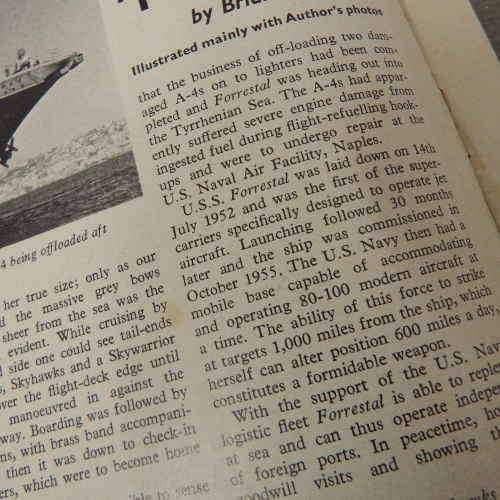 by
Illustrated mainly with Author's photos
4 being offloaded aft
her true size; only as our
the massive grey bows
sheer from the sea was the
evident. While cruising by
side one could see tail-ends
Skyhawks and a Skywarrior
over the flight-deck edge until
manoeuvred in against the
way. Boarding was followed by
with brass band accompani-
then it was down to check-in
which were to become home
to sense
that the business of off-loading two dam-
aged A-4s on to lighters had been com-
pleted and Forrestal was heading out into
the Tyrrhenian Sea. The A-4s had appar-
ently suffered severe engine damage from
ingested fuel during flight-refuelling hook-
ups and were to undergo repair at the
U.S. Naval Air Facility, Naples.
U.S.S. Forrestal was laid down on 14th
July 1952 and was the first of the super-
carriers specifically designed to operate jet
aircraft. Launching followed 30 months
later and the ship was commissioned in
October 1955. The U.S. Navy then had a
mobile base capable of accommodating
and operating 80-100 modern aircraft at
a time. The ability of this force to strike
at targets 1,000 miles from the ship, which
herself can alter position 600 miles a day,
constitutes a formidable weapon.
With the support of the U.S. Nav
logistic fleet Forrestal is able to reple
at sea and can thus operate indepe
of foreign ports. In peacetime, h
goodwill visits and showing th